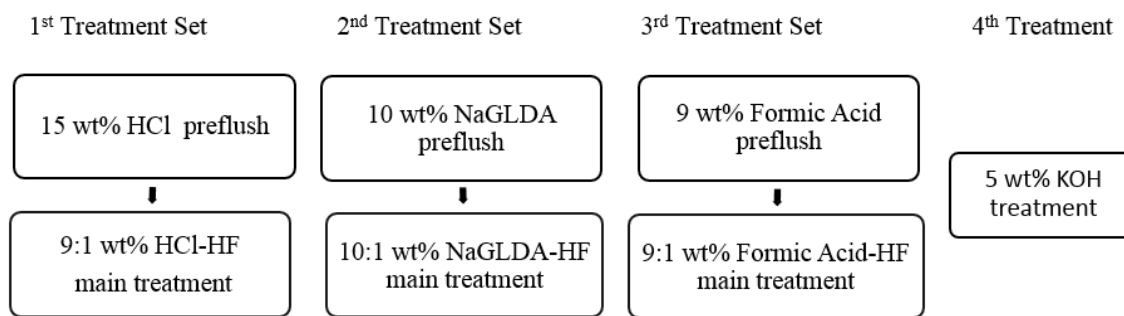 1st Treatment Set
2nd Treatment Set
3rd Treatment Set
4th Treatment
15 wt% HCl preflush
10 wt% NaGLDA
preflush
9 wt% Formic Acid
preflush
5 wt% KOH
treatment
9:1 wt% HCl-HF
main treatment
10:1 wt% NaGLDA-HF
main treatment
9:1 wt% Formic Acid-HF
main treatment